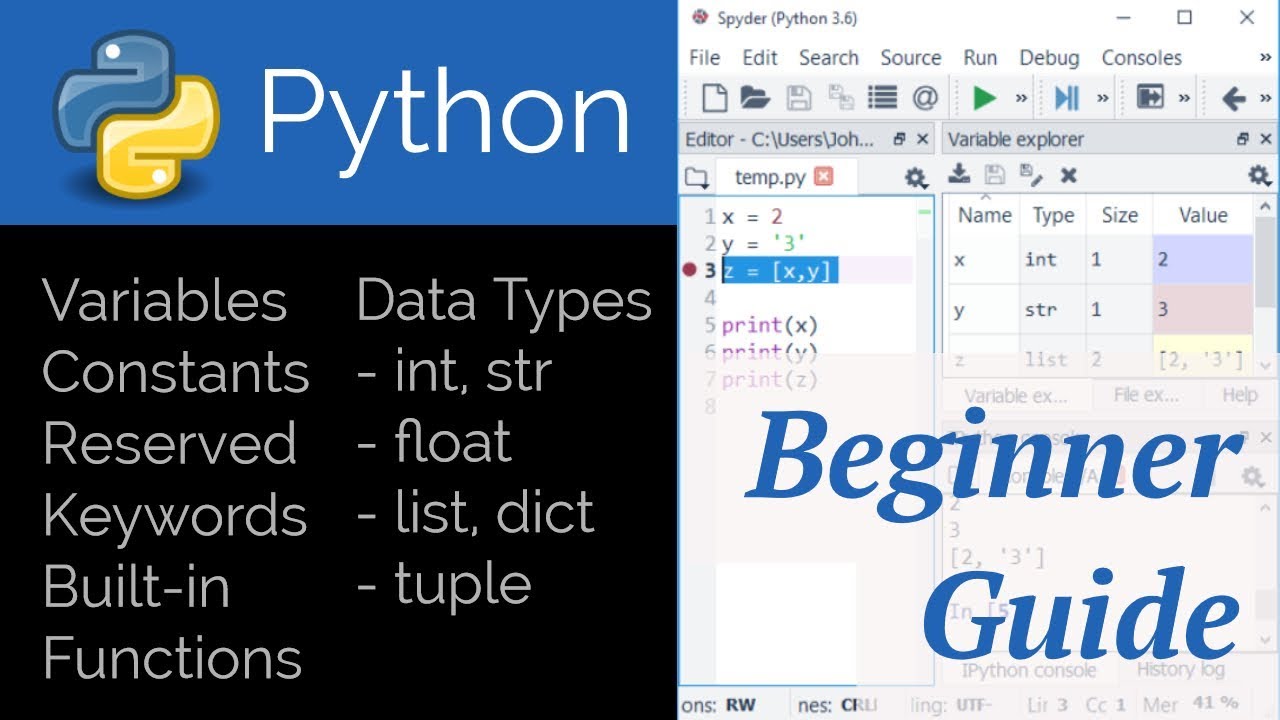 Python
Variables
Constants
Reserved
Keywords
Built-in
Functions
Data Types
- int, str
- float
- list, dict
- tuple
Spyder (Python 3.6)
File Edit Search Source Run Debug Consoles »
Editor - C:\Users\Joh...
temp.py
1 x = 2
2 y = '3'
3 z = [x,y]
4
5 print(x)
6 print(y)
7 print(z)
8
Variable explorer
Name Type Size Value
x int 1 2
y str 1 3
z list 2 [2, '3']
Variable ex... File ex... Help
Beginner
Guide
2
3
[2, '3']
In [5
IPython console History log
ons: RW nes: CRLI ling: UTF- Lir 3 Cc 1 Mer 41 %